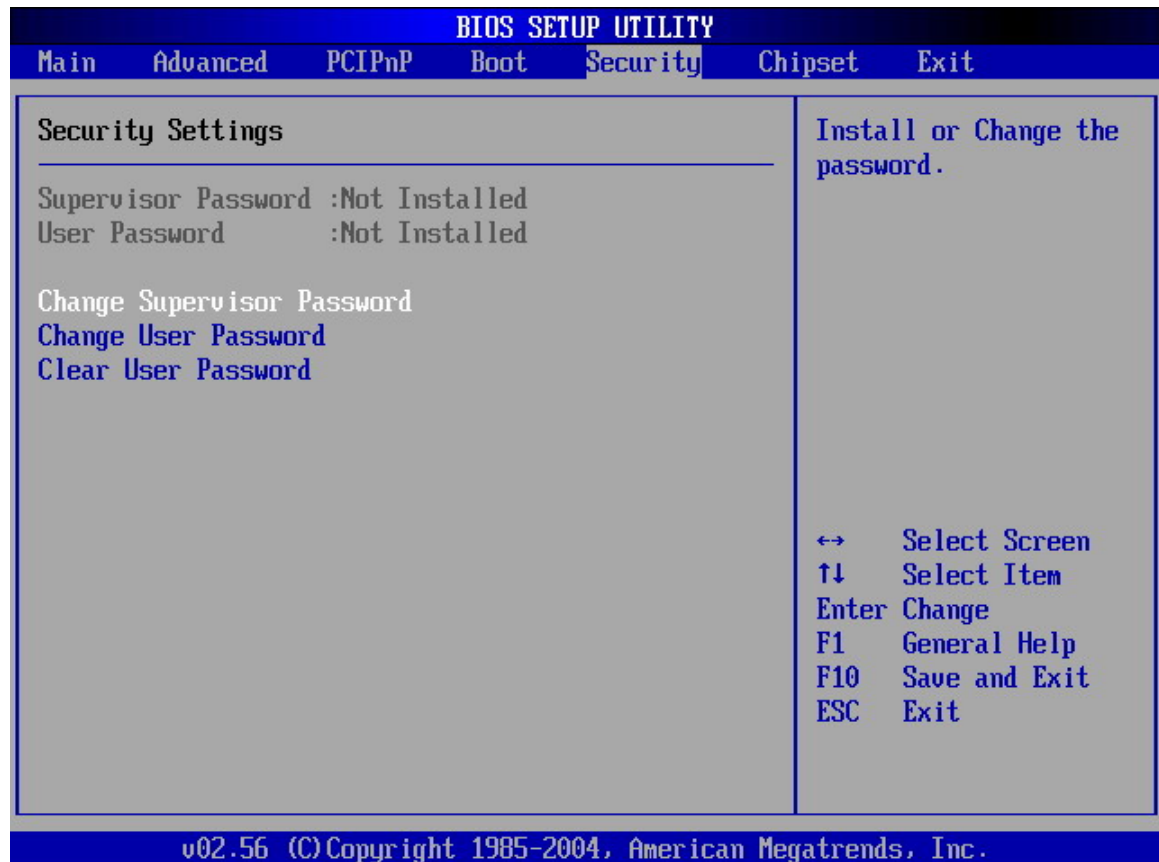 BIOS SETUP UTILITY
Main Advanced PCIPnP Boot Security Chipset Exit
Security Settings
Supervisor Password :Not Installed
User Password :Not Installed
Change Supervisor Password
Change User Password
Clear User Password
Install or Change the
password.
←→ Select Screen
↑↓ Select Item
Enter Change
F1 General Help
F10 Save and Exit
ESC Exit
v02.56 (C)Copyright 1985-2004, American Megatrends, Inc.